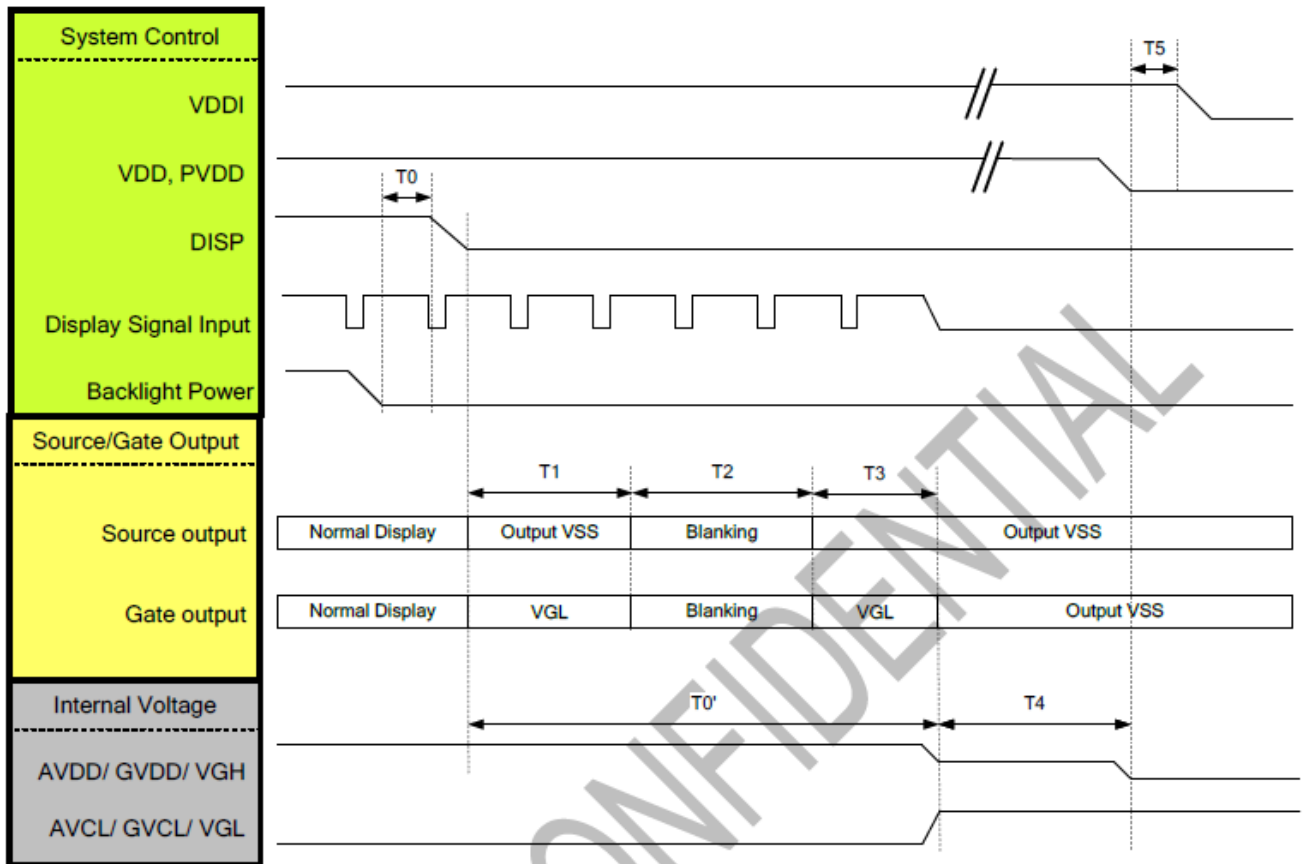 System Control
T5
VDDI
VDD, PVDD
T0
DISP
Display Signal Input
Backlight Power
Source/Gate Output
T1
T2
T3
Source output
Normal Display
Output VSS
Blanking
Output VSS
Gate output
Normal Display
VGL
Blanking
VGL
Output VSS
Internal Voltage
T0'
T4
AVDD/ GVDD/ VGH
AVCL/ GVCL/ VGL